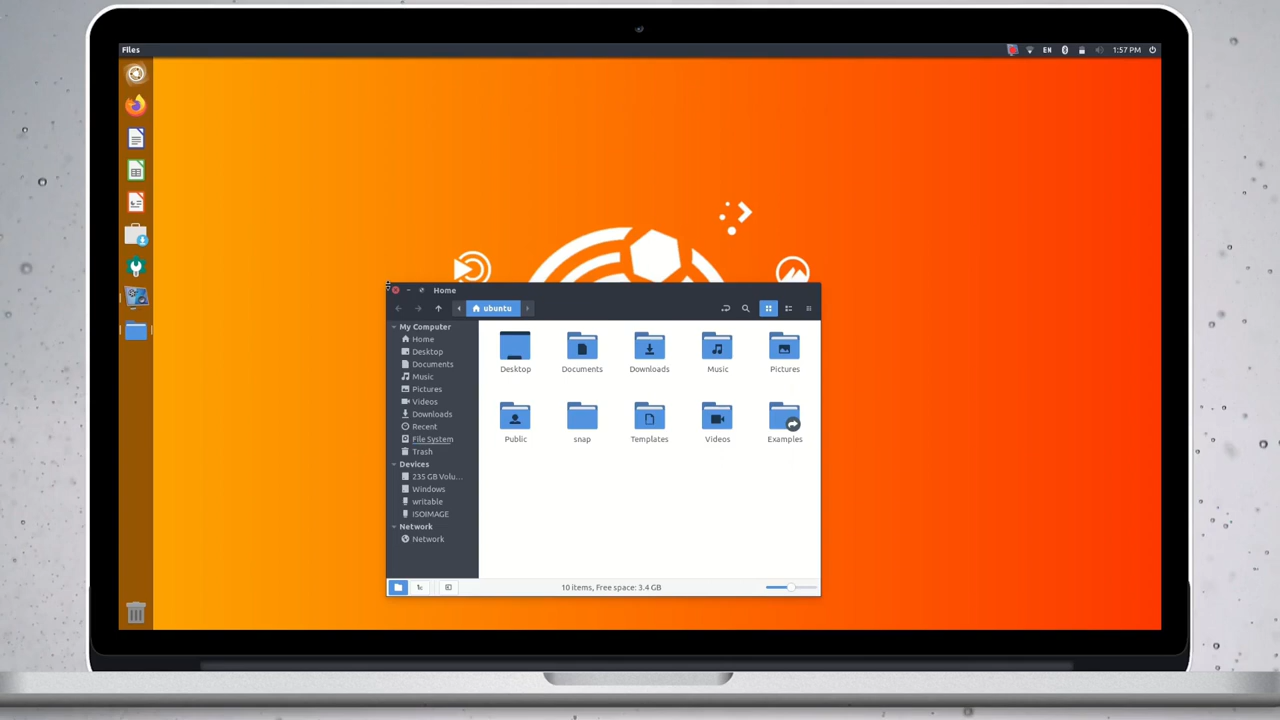 Files
EN
1:57 PM
Home
ubuntu
My Computer
Home
Desktop
Documents
Music
Pictures
Videos
Downloads
Recent
File System
Trash
Devices
235 GB Volu...
Windows
writable
ISOIMAGE
Network
Network
Desktop
Documents
Downloads
Music
Pictures
Public
snap
Templates
Videos
Examples
10 items, Free space: 3.4 GB